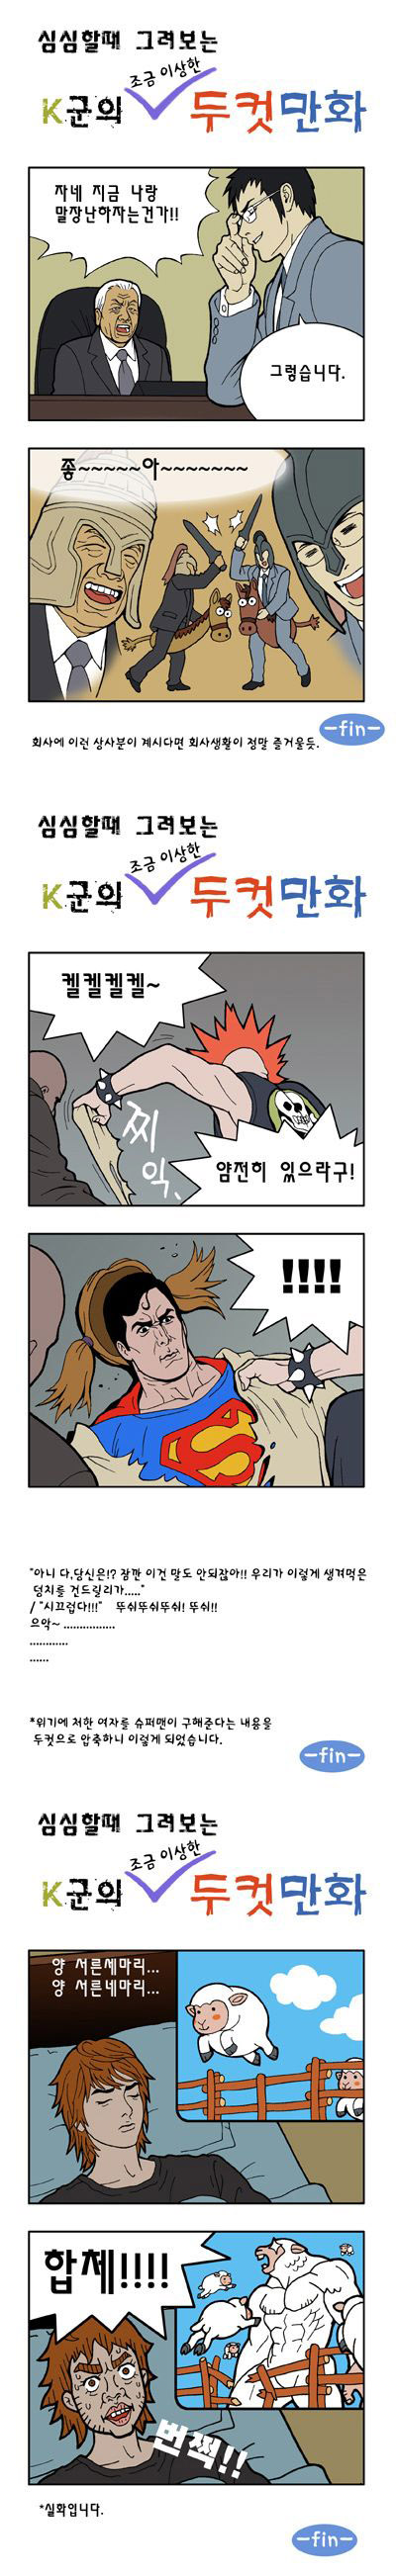 심심할때 그려보는
조금 이상한
K군의 두컷만화
자네 지금 나랑
말장난하자는건가!!
그렇습니다.
좋~~~~~아~~~~~~~
회사에 이런 상사분이 계시다면 회사생활이 정말 즐거울듯.
-fin-
심심할때 그려보는
조금 이상한
K군의 두컷만화
켈켈켈켈~
찌
익.
얌전히 있으라구!
!!!!
"아니 다,당신은!? 잠깐 이건 말도 안되잖아!! 우리가 이렇게 생겨먹은
덩치를 건드릴리가....."
/ "시끄럽다!!!" 뚜쉬뚜쉬뚜쉬! 뚜쉬!!
으악~ ...............
............
......
*위기에 처한 여자를 슈퍼맨이 구해준다는 내용을
두컷으로 압축하니 이렇게 되었습니다.
-fin-
심심할때 그려보는
조금 이상한
K군의 두컷만화
양 서른세마리...
양 서른네마리...
합체!!!!
번쩍!!
*실화입니다.
-fin-